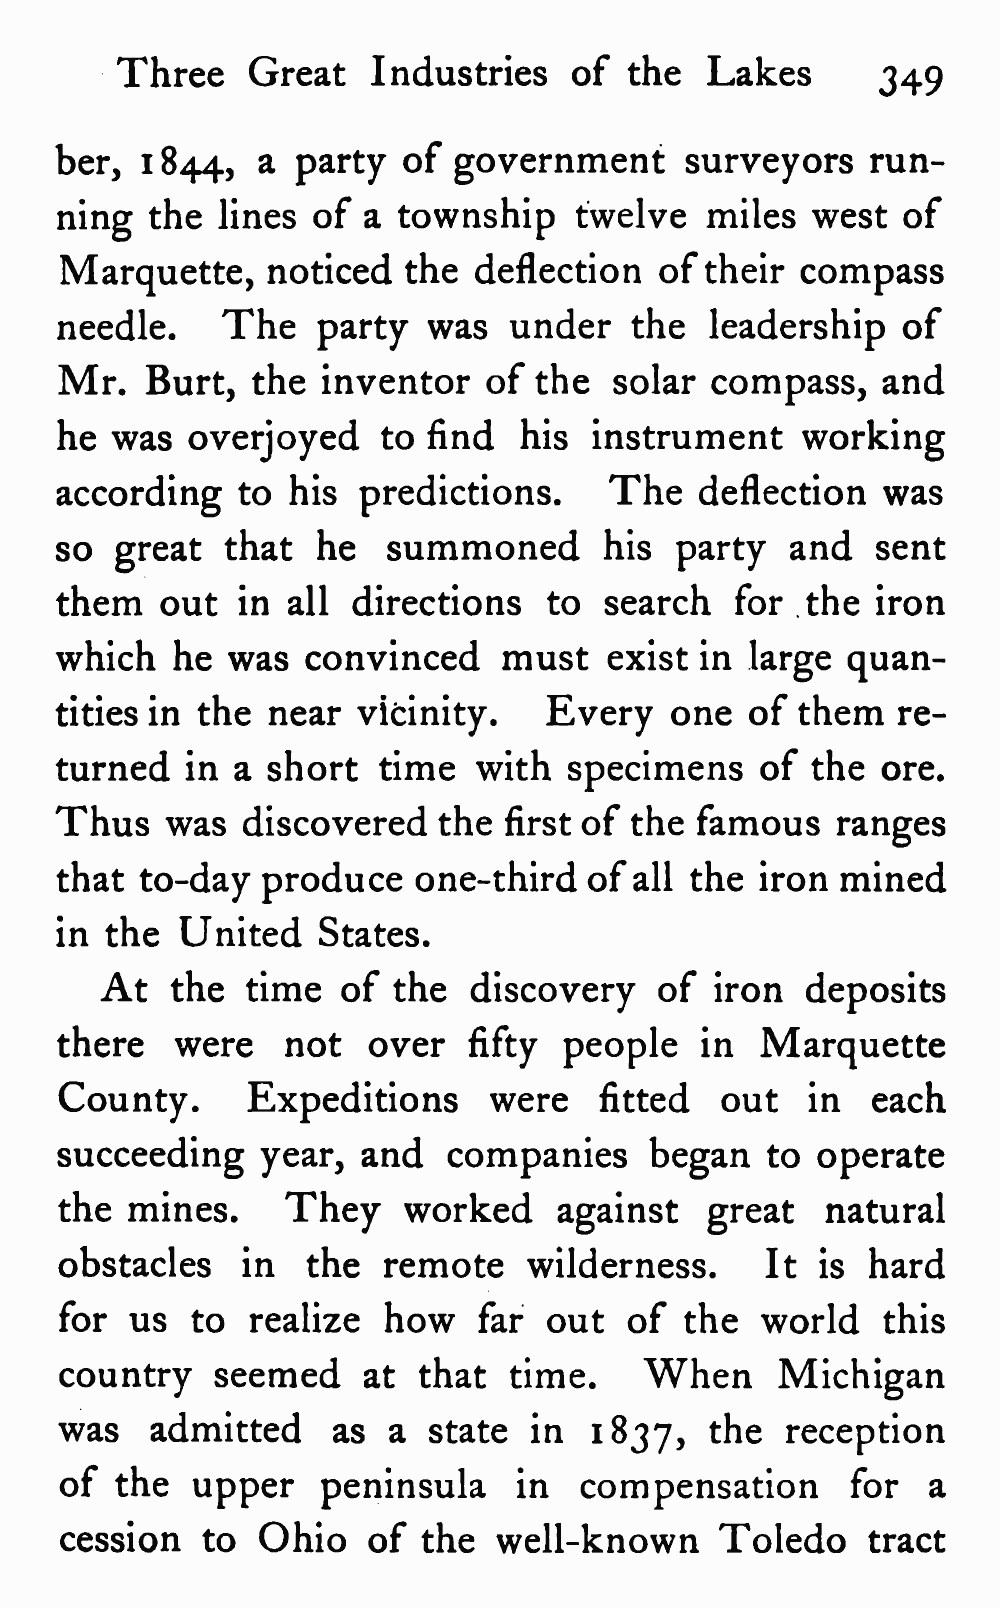 Three Great Industries of the Lakes 349
ber, 1844, a party of government surveyors run-
ning the lines of a township twelve miles west of
Marquette, noticed the deflection of their compass
needle. The party was under the leadership of
Mr. Burt, the inventor of the solar compass, and
he was overjoyed to find his instrument working
according to his predictions. The deflection was
so great that he summoned his party and sent
them out in all directions to search for the iron
which he was convinced must exist in large quan-
tities in the near vicinity. Every one of them re-
turned in a short time with specimens of the ore.
Thus was discovered the first of the famous ranges
that to-day produce one-third of all the iron mined
in the United States.
At the time of the discovery of iron deposits
there were not over fifty people in Marquette
County. Expeditions were fitted out in each
succeeding year, and companies began to operate
the mines. They worked against great natural
obstacles in the remote wilderness. It is hard
for us to realize how far out of the world this
country seemed at that time. When Michigan
was admitted as a state in 1837, the reception
of the upper peninsula in compensation for a
cession to Ohio of the well-known Toledo tract